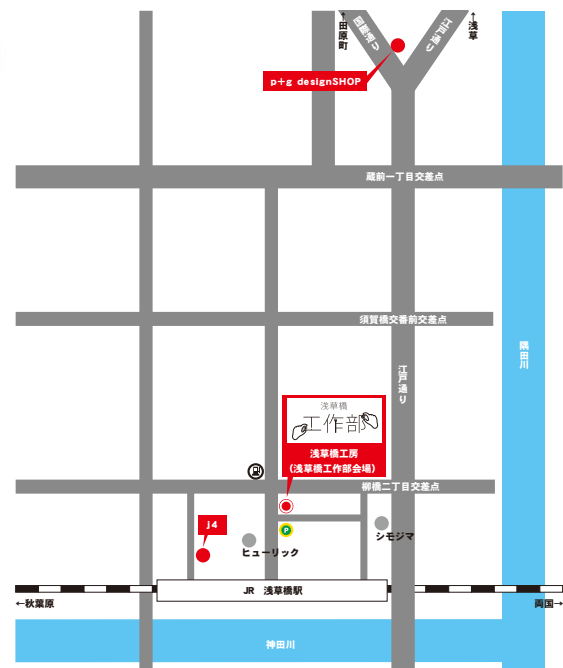 ←田原町
国際通り
江戸通り
←浅草
p+g designSHOP
蔵前一丁目交差点
須賀橋交番前交差点
隅田川
江戸通り
浅草橋
工作部
浅草橋工房
(浅草橋工作部会場)
柳橋二丁目交差点
j4
P
シモジマ
ヒューリック
JR 浅草橋駅
←秋葉原
両国→
神田川